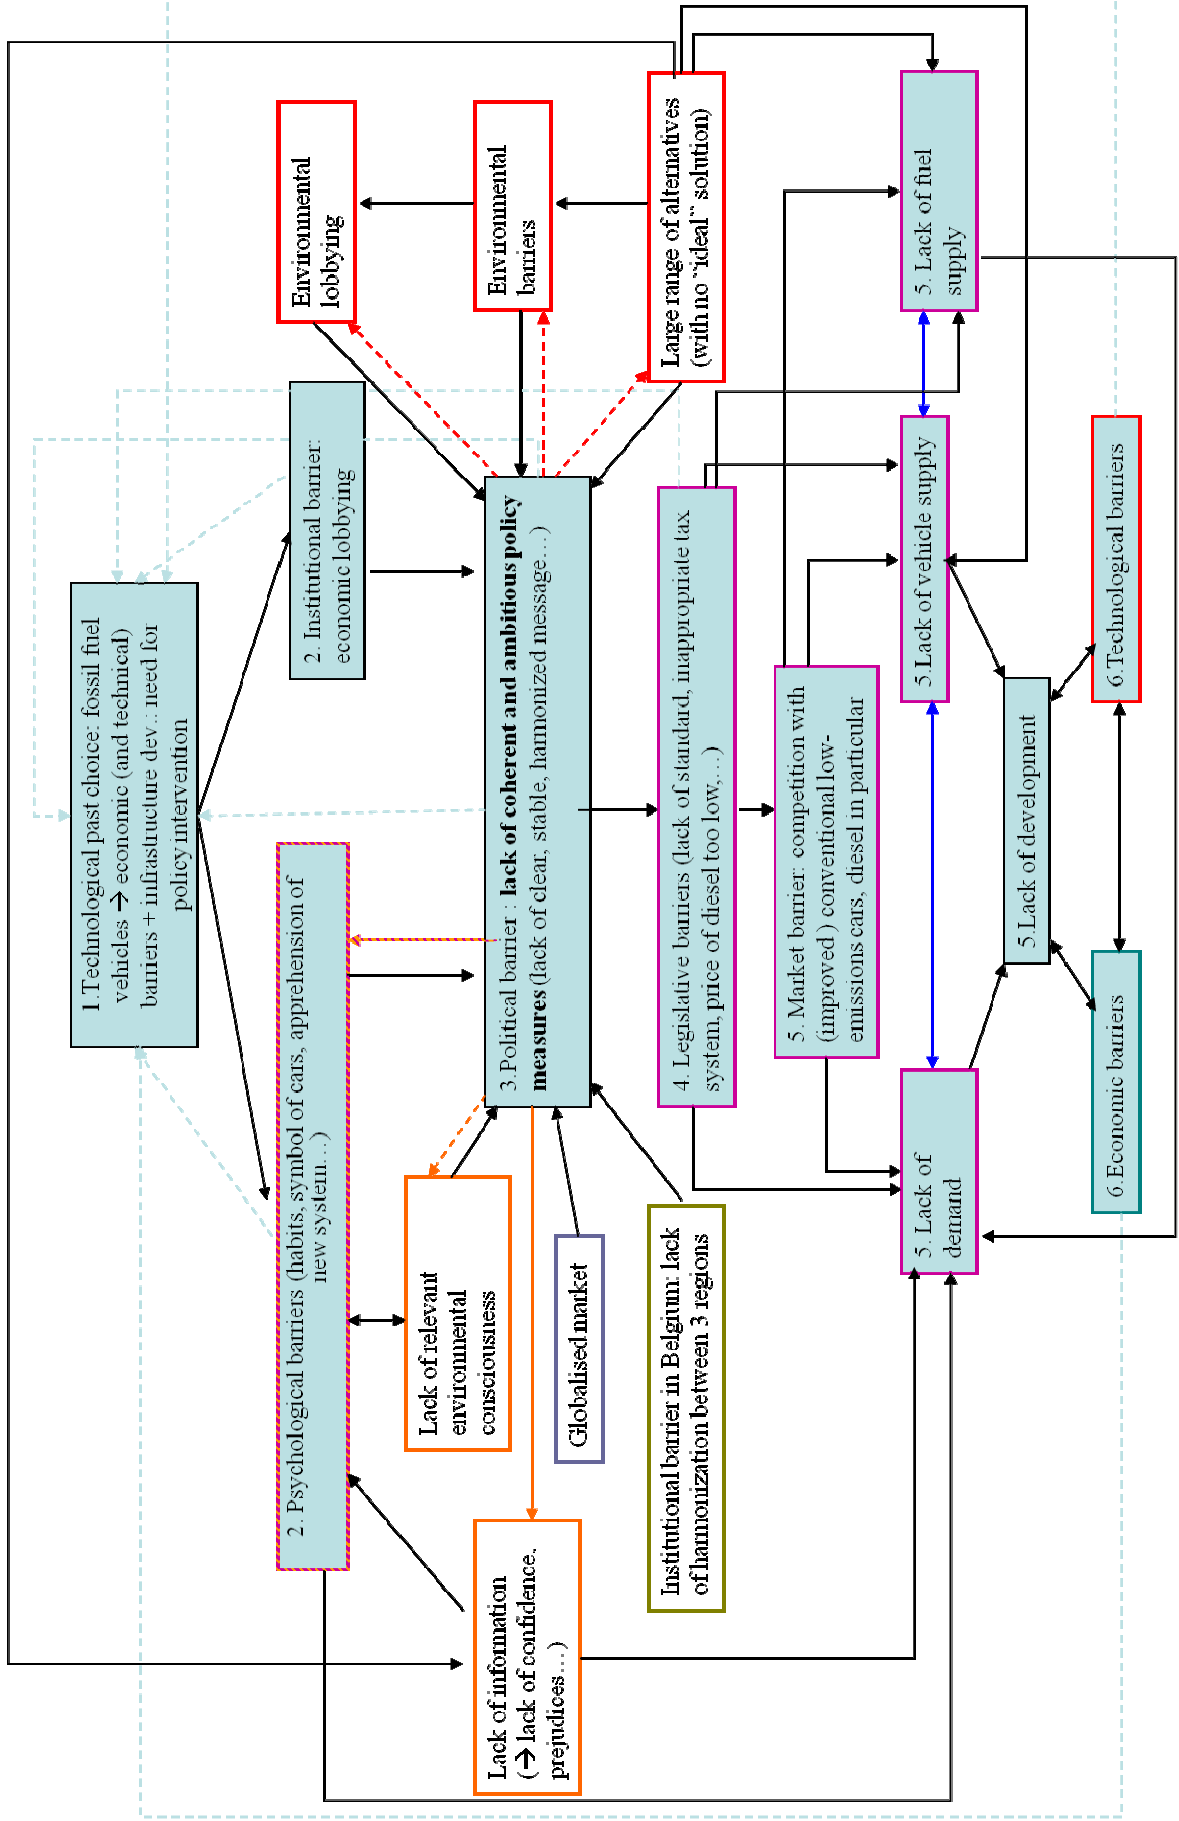 1.Technological past choice: fossil fuel
vehicles → economic (and technical)
barriers + infrastructure dev.: need for
policy intervention
2. Psychological barriers (habits, symbol of cars, apprehension of
new system…)
2. Institutional barrier:
economic lobbying
Environmental
lobbying
Lack of relevant
environmental
consciousness
Environmental
barriers
Lack of information
(→ lack of confidence,
prejudices…)
3.Political barrier : lack of coherent and ambitious policy
measures (lack of clear, stable, harmonized message…)
Globalised market
Institutional barrier in Belgium: lack
of harmonization between 3 regions
4. Legislative barriers (lack of standard, inappropriate tax
system, price of diesel too low,…)
Large range of alternatives
(with no “ideal” solution)
5. Market barrier: competition with
(improved ) conventional low-
emissions cars, diesel in particular
5. Lack of
demand
5.Lack of vehicle supply
5. Lack of fuel
supply
5.Lack of development
6.Economic barriers
6.Technological barriers